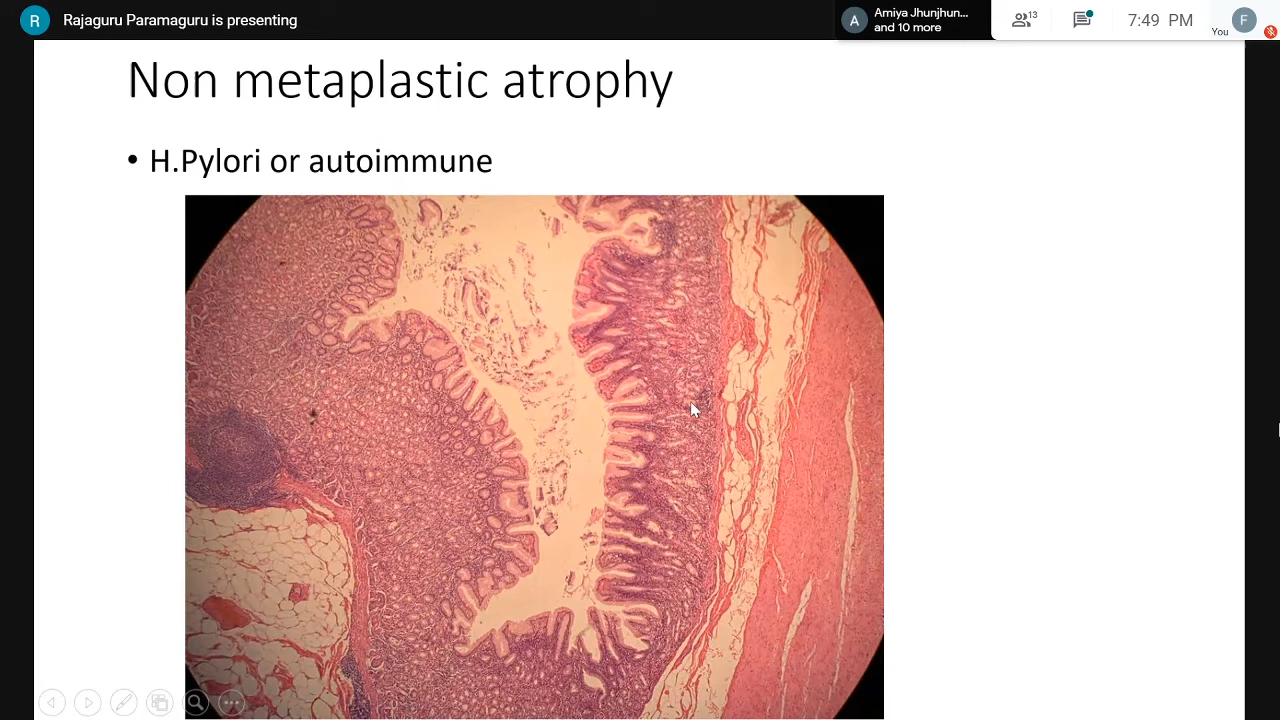 R
Rajaguru Paramaguru is presenting
A
Amiya Jhunjhun...
and 10 more
13
7:49 PM
You
F
Non metaplastic atrophy
• H.Pylori or autoimmune